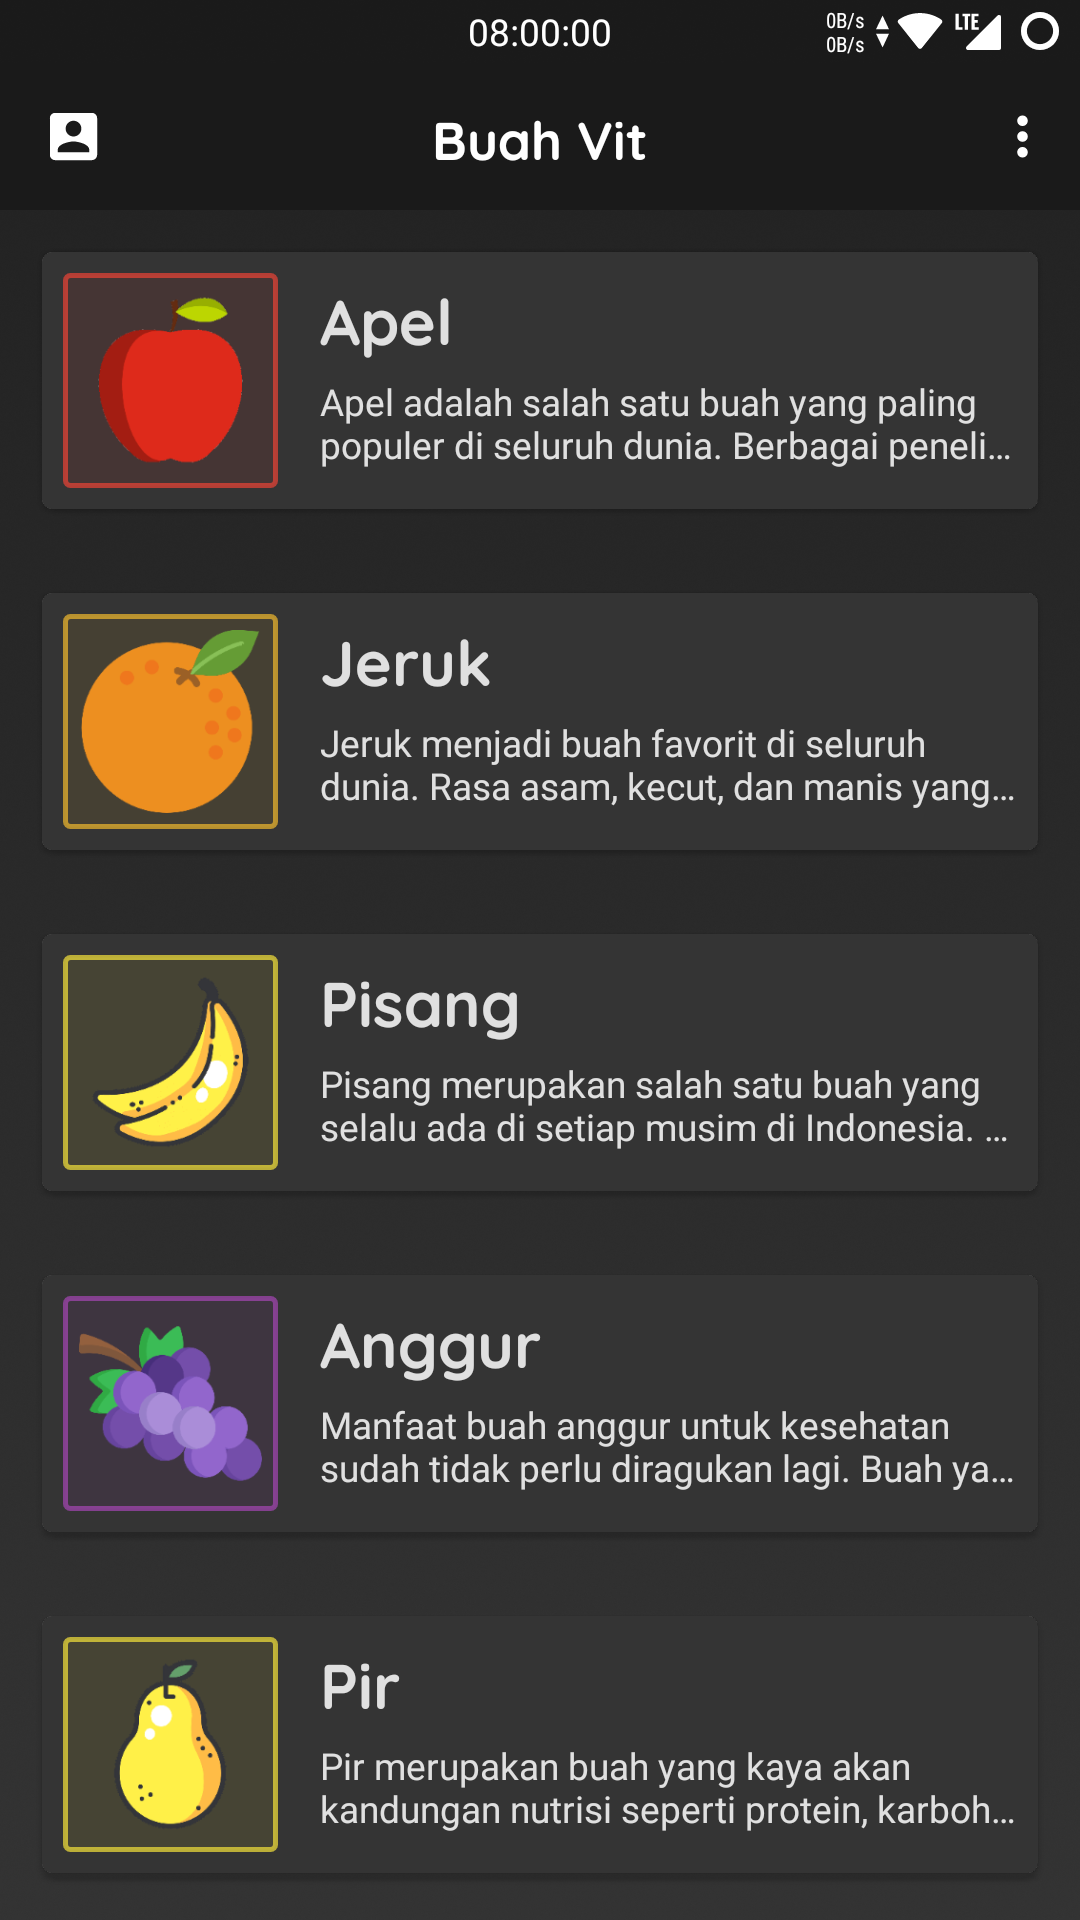 08:00:00
0B/s
0B/s
LTE
Buah Vit
Apel
Apel adalah salah satu buah yang paling
populer di seluruh dunia. Berbagai peneli...
Jeruk
Jeruk menjadi buah favorit di seluruh
dunia. Rasa asam, kecut, dan manis yang...
Pisang
Pisang merupakan salah satu buah yang
selalu ada di setiap musim di Indonesia. ...
Anggur
Manfaat buah anggur untuk kesehatan
sudah tidak perlu diragukan lagi. Buah ya...
Pir
Pir merupakan buah yang kaya akan
kandungan nutrisi seperti protein, karboh...